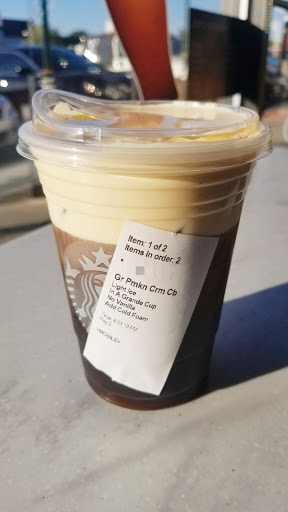 Item: 1 of 2
Items in order: 2
Gr Pmkn Crm Cb
Light Ice
In A Grande Cup
No Vanilla
Add Cold Foam